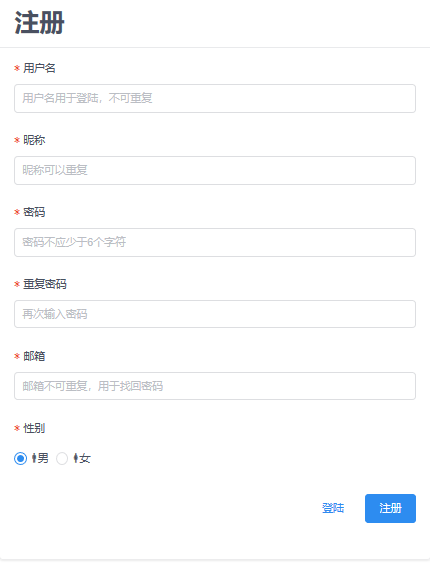 注册
* 用户名
用户名用于登陆，不可重复
* 昵称
昵称可以重复
* 密码
密码不应少于6个字符
* 重复密码
再次输入密码
* 邮箱
邮箱不可重复，用于找回密码
* 性别
男 女
登陆 注册